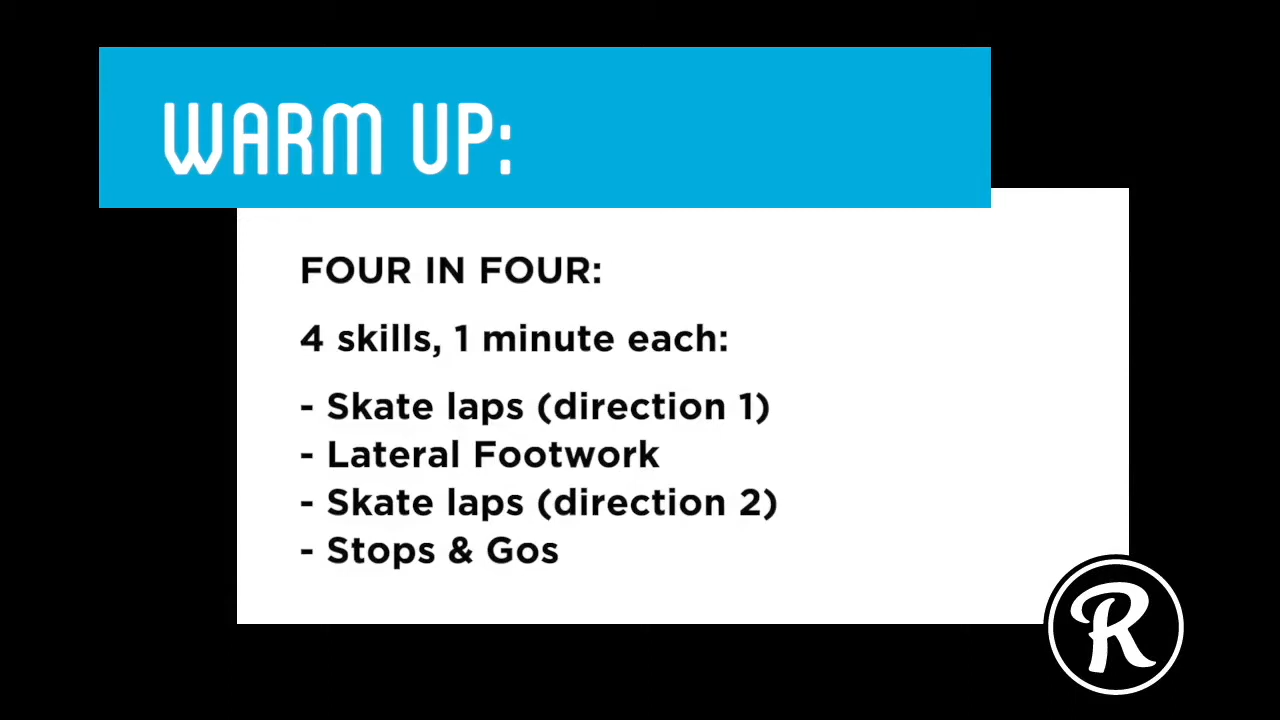 WARM UP:
FOUR IN FOUR:
4 skills, 1 minute each:
- Skate laps (direction 1)
- Lateral Footwork
- Skate laps (direction 2)
- Stops & Gos
R